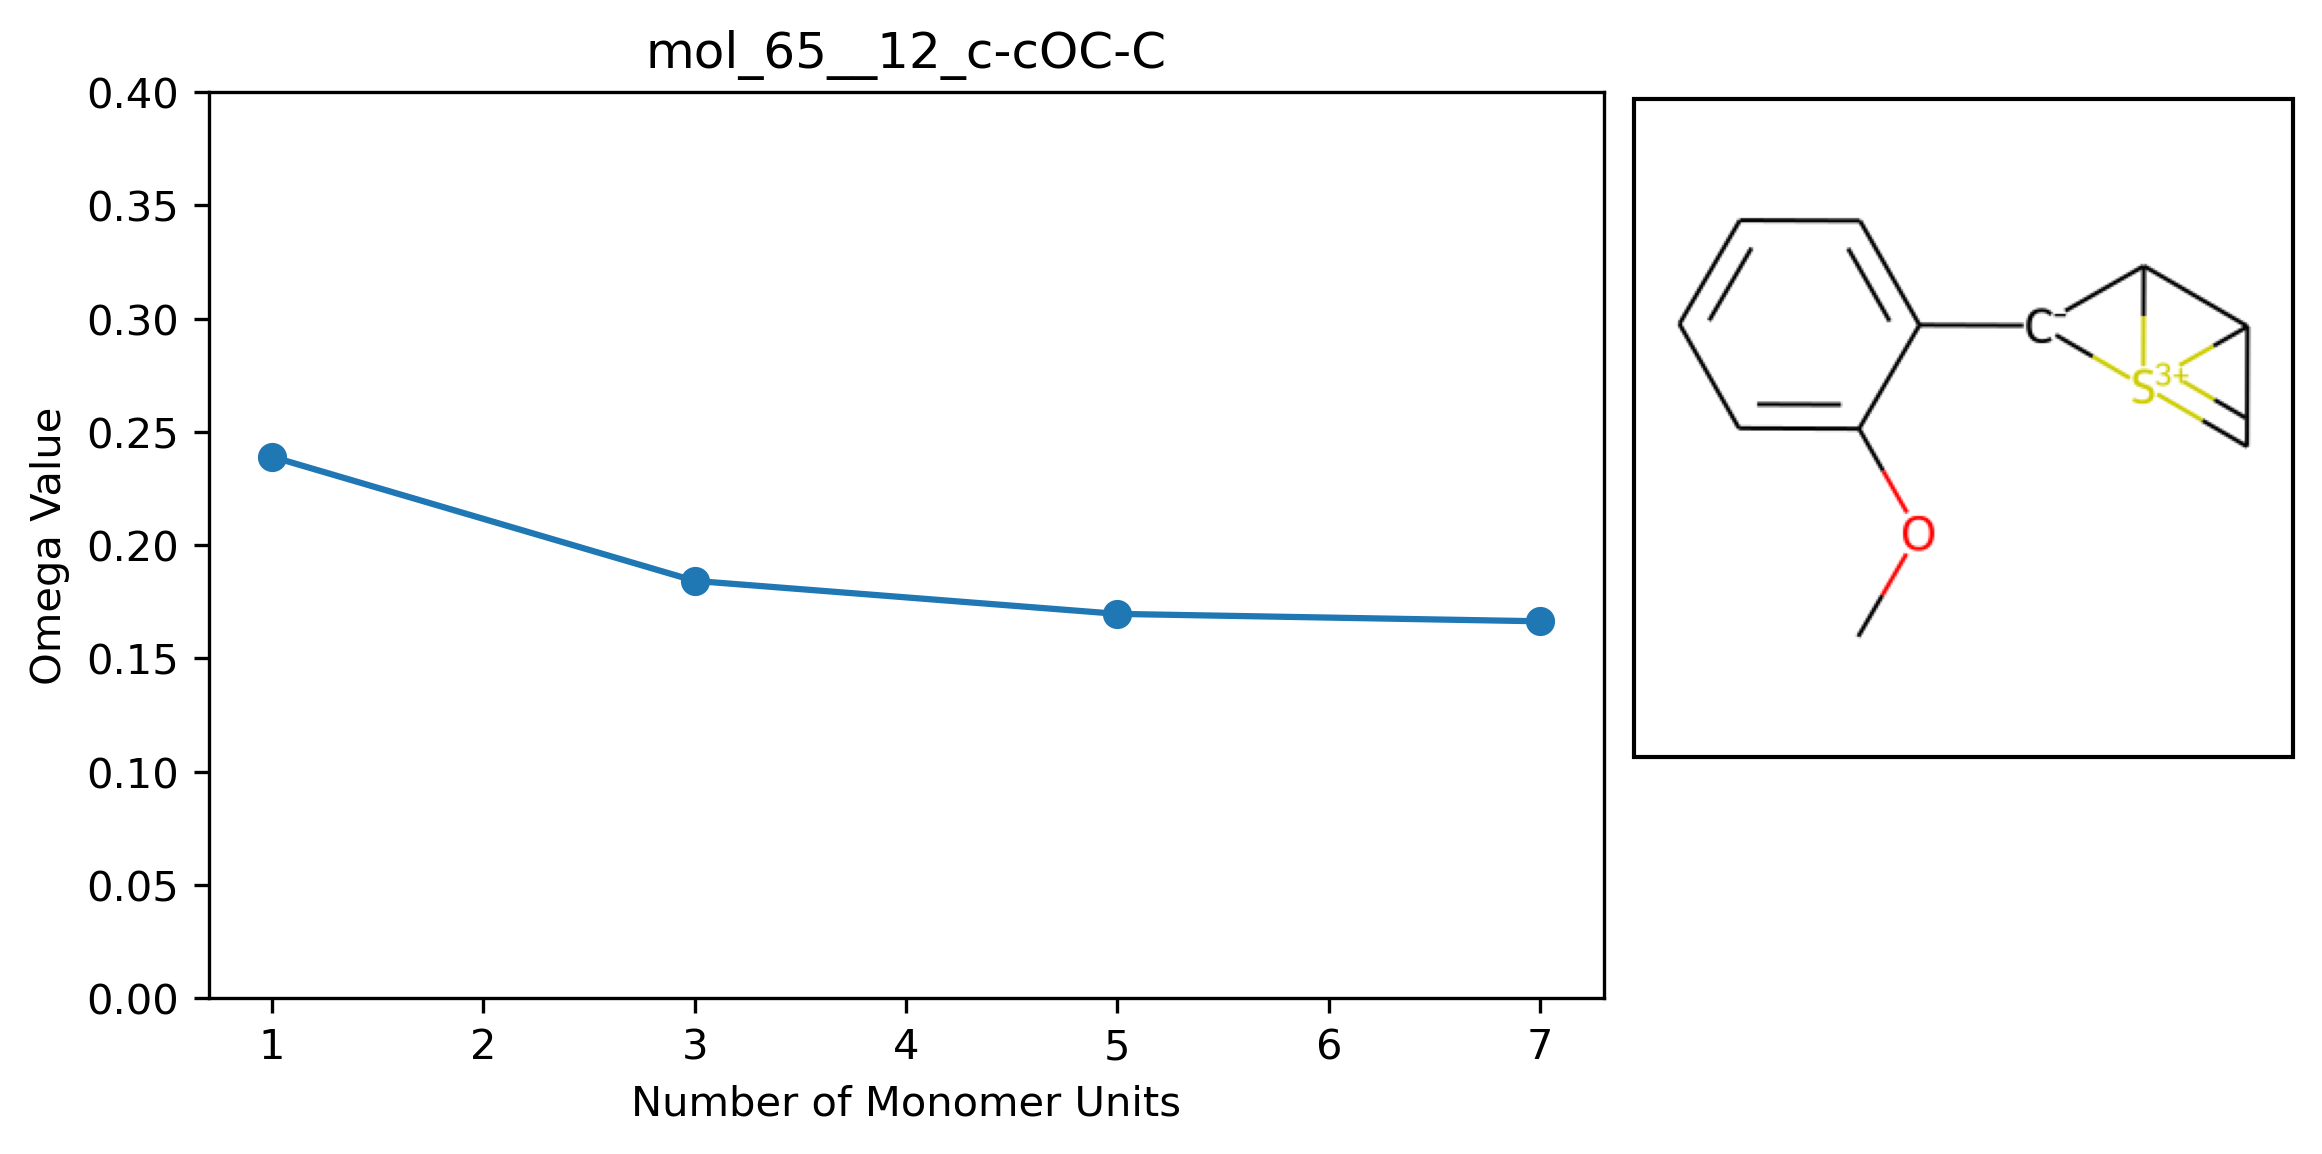 mol_65__12_c-cOC-C
0.40
0.35
0.30
0.25
0.20
0.15
0.10
0.05
0.00
Omega Value
1 2 3 4 5 6 7
Number of Monomer Units
C⁻
S³⁺
O